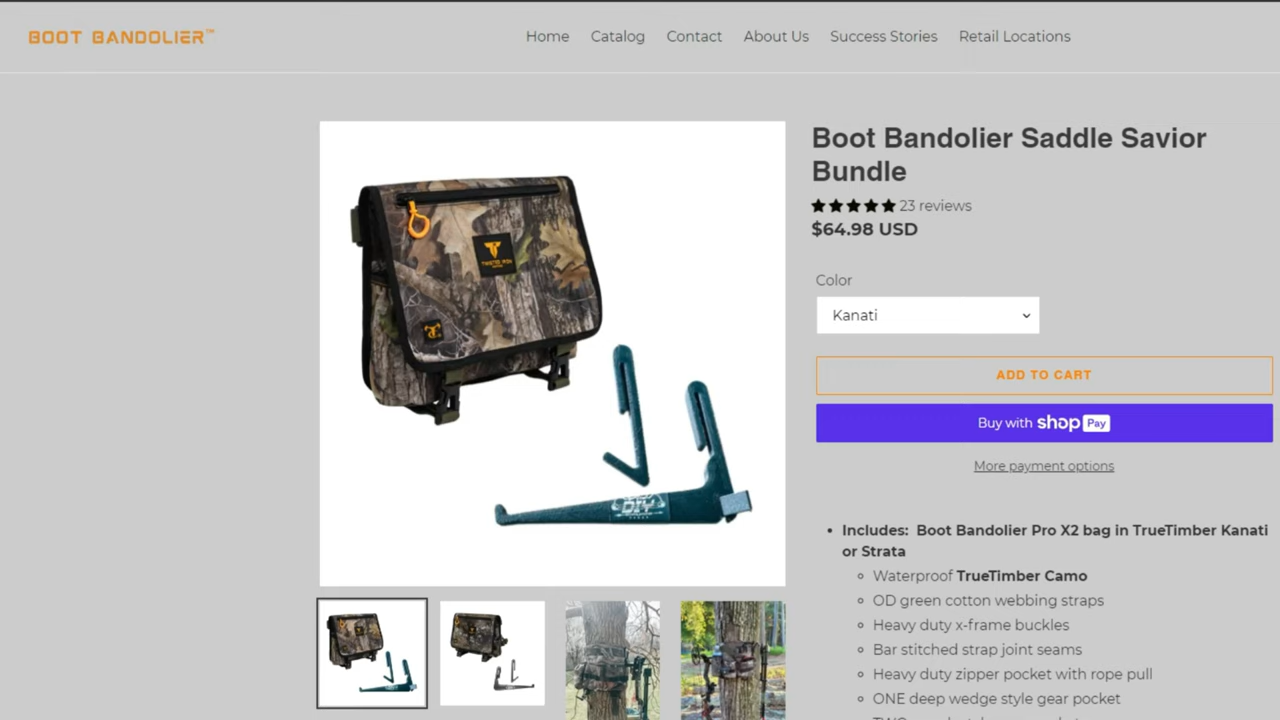 BOOT BANDOLIER™
Home Catalog Contact About Us Success Stories Retail Locations
Boot Bandolier Saddle Savior
Bundle
23 reviews
$64.98 USD
Color
Kanati
ADD TO CART
Buy with shop Pay
More payment options
• Includes: Boot Bandolier Pro X2 bag in TrueTimber Kanati
or Strata
Waterproof TrueTimber Camo
OD green cotton webbing straps
Heavy duty x-frame buckles
Bar stitched strap joint seams
Heavy duty zipper pocket with rope pull
ONE deep wedge style gear pocket
DIY